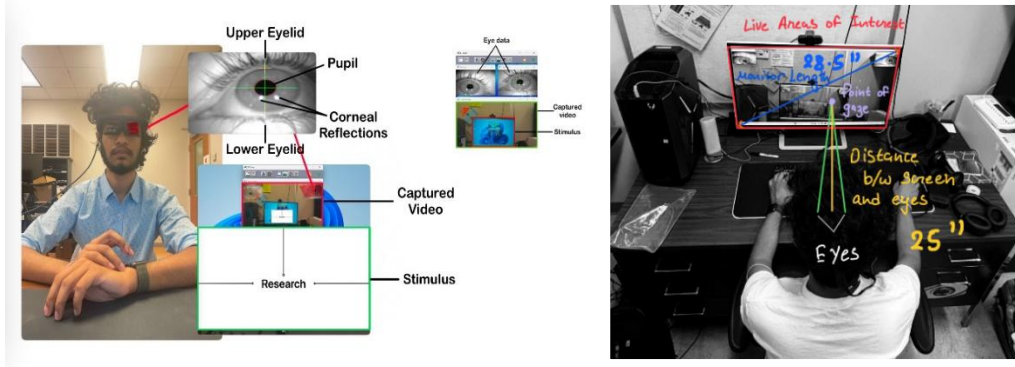 Upper Eyelid
Pupil
Corneal
Reflections
Lower Eyelid
Captured
Video
Stimulus
Research
Eye data
Captured
video
Stimulus
Live Areas of Interest
28.5"
Monitor Length
Point of
gaze
Distance
b/w screen
and eyes
25"
Eyes